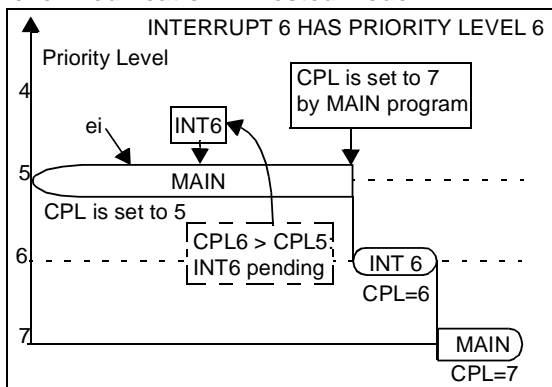 INTERRUPT 6 HAS PRIORITY LEVEL 6
Priority Level
4
CPL is set to 7
by MAIN program
ei
INT6
5
MAIN
CPL is set to 5
CPL6 > CPL5:
INT6 pending
6
INT 6
CPL=6
7
MAIN
CPL=7